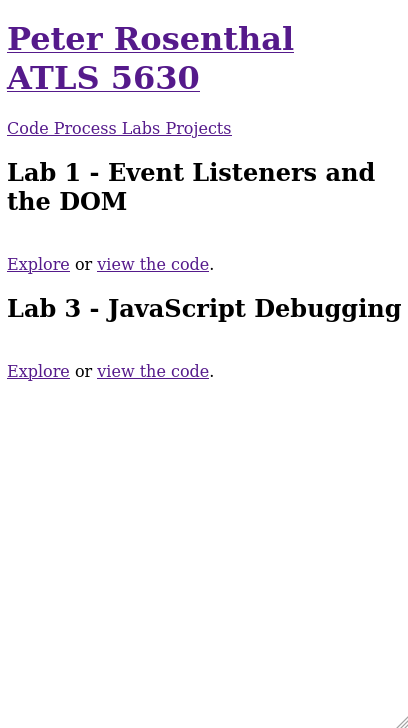 Peter Rosenthal
ATLS 5630
Code Process Labs Projects
Lab 1 - Event Listeners and
the DOM
Explore or view the code.
Lab 3 - JavaScript Debugging
Explore or view the code.